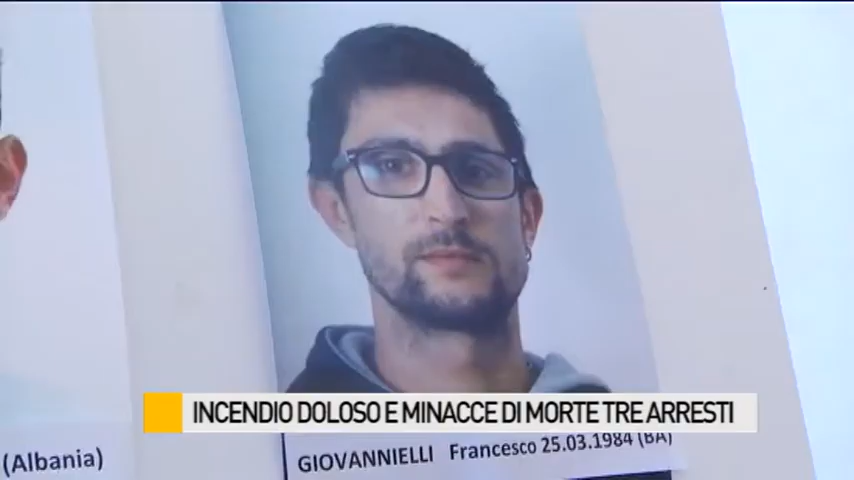 INCENDIO DOLOSO E MINACCE DI MORTE TRE ARRESTI
(Albania)
GIOVANNIELLI Francesco 25.03.1984 (BA)